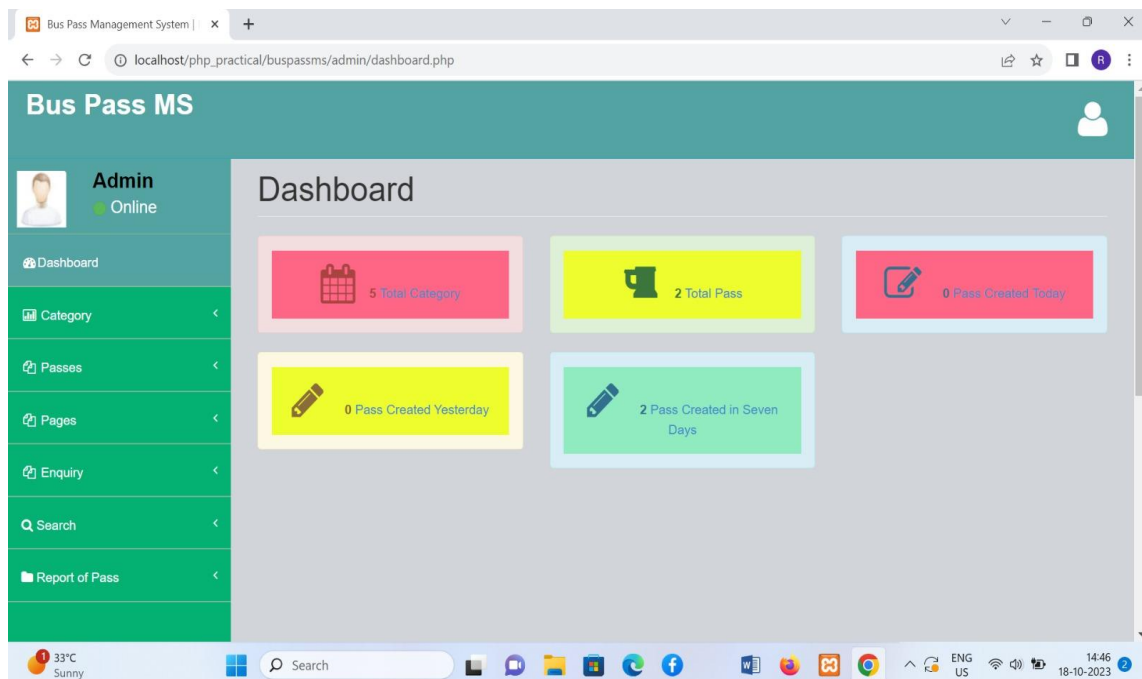 Bus Pass Management System |
localhost/php_practical/buspassms/admin/dashboard.php
R
Bus Pass MS
Admin
Online
Dashboard
Dashboard
5 Total Category
2 Total Pass
0 Pass Created Today
Category
Passes
0 Pass Created Yesterday
2 Pass Created in Seven
Days
Pages
Enquiry
Search
Report of Pass
1
33°C
Sunny
Search
W
ENG
US
14:46
18-10-2023
2